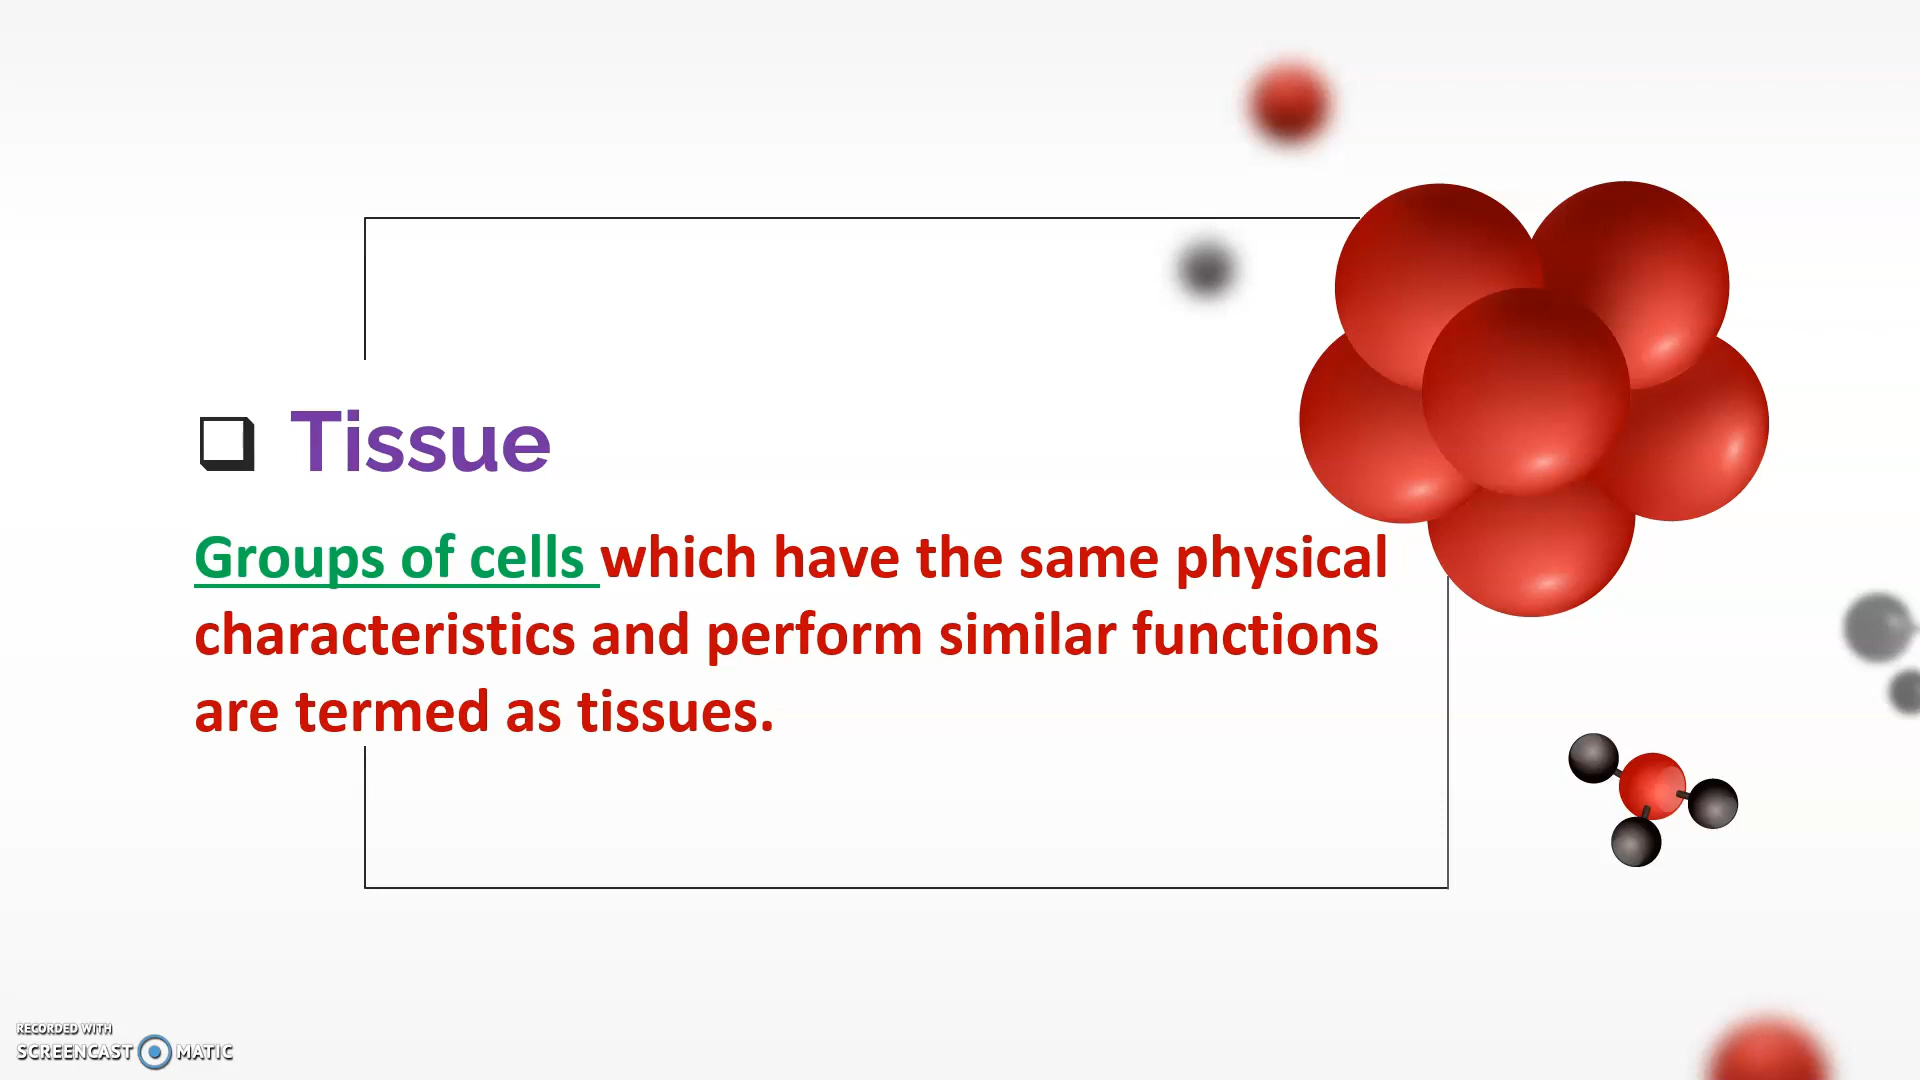 Tissue
Groups of cells which have the same physical
characteristics and perform similar functions
are termed as tissues.
RECORDED WITH
SCREENCAST MATIC